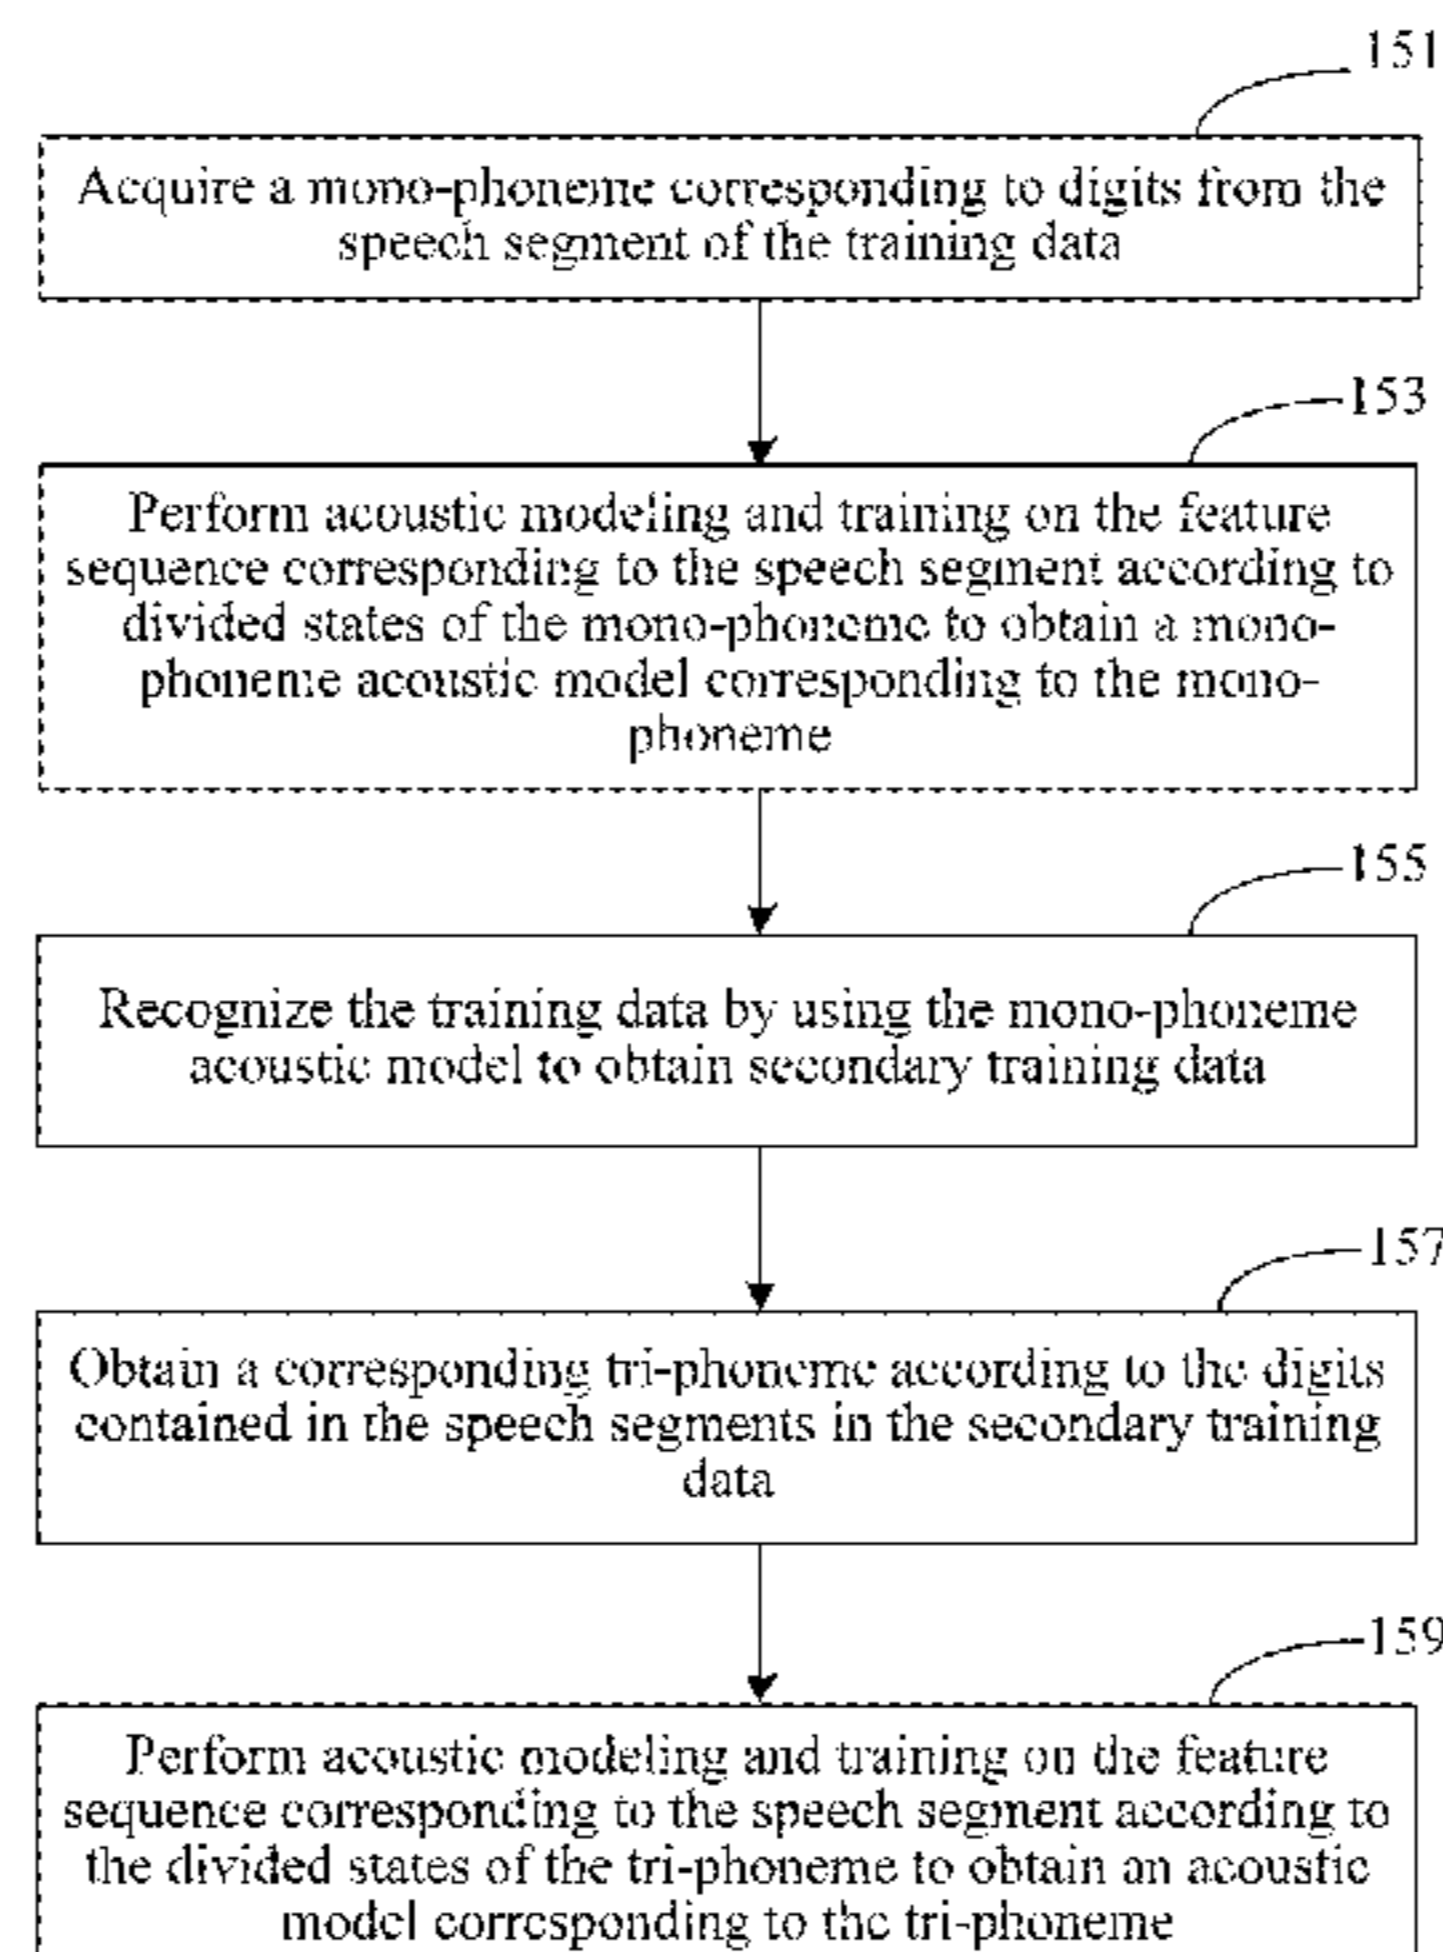 151
Acquire a mono-phoneme corresponding to digits from the
speech segment of the training data
153
Perform acoustic modeling and training on the feature
sequence corresponding to the speech segment according to
divided states of the mono-phoneme to obtain a mono-
phoneme acoustic model corresponding to the mono-
phoneme
155
Recognize the training data by using the mono-phoneme
acoustic model to obtain secondary training data
157
Obtain a corresponding tri-phoneme according to the digits
contained in the speech segments in the secondary training
data
159
Perform acoustic modeling and training on the feature
sequence corresponding to the speech segment according to
the divided states of the tri-phoneme to obtain an acoustic
model corresponding to the tri-phoneme